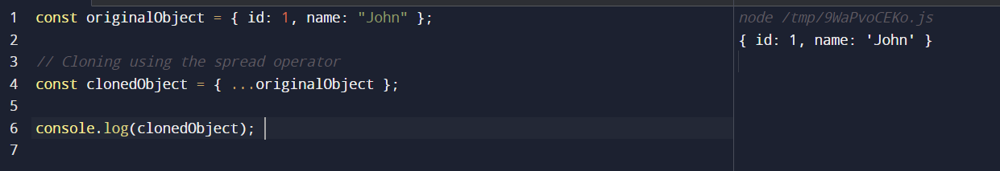 1 const originalObject = { id: 1, name: "John" };
2
3 // Cloning using the spread operator
4 const clonedObject = { ...originalObject };
5
6 console.log(clonedObject);
7
node /tmp/9WaPvoCEKo.js
{ id: 1, name: 'John' }